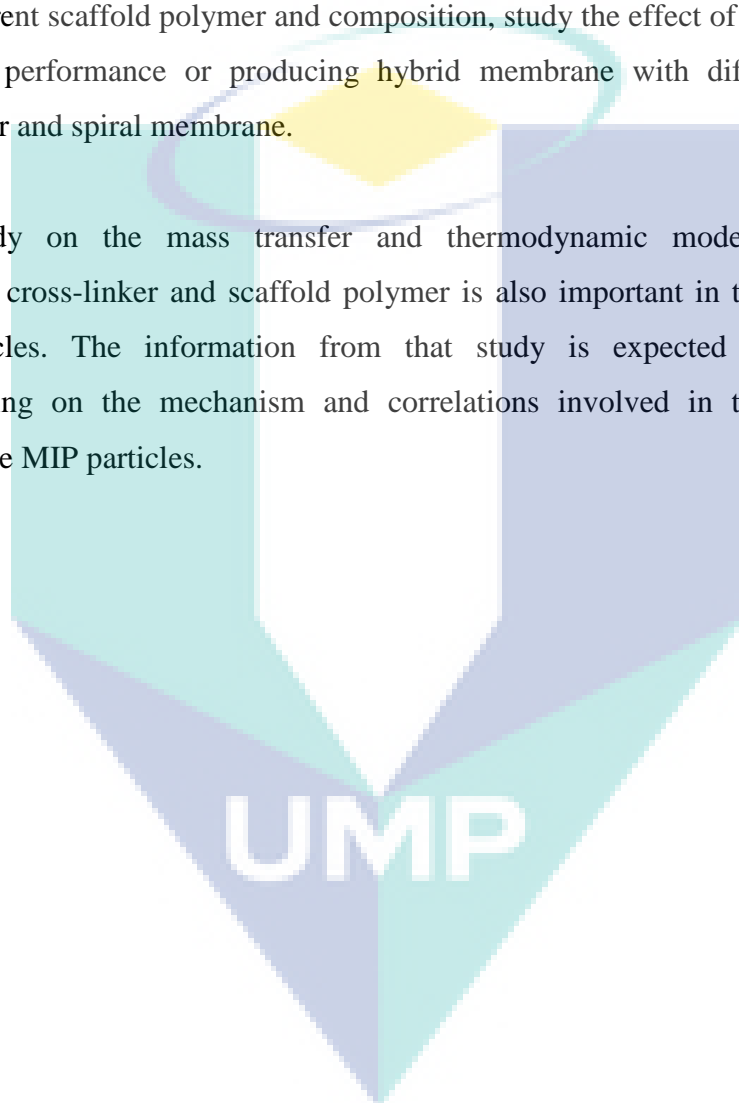 rent scaffold polymer and composition, study the effect of
performance or producing hybrid membrane with dif
r and spiral membrane.
dy on the mass transfer and thermodynamic mode
cross-linker and scaffold polymer is also important in t
cles. The information from that study is expected
ng on the mechanism and correlations involved in t
e MIP particles.
UMP